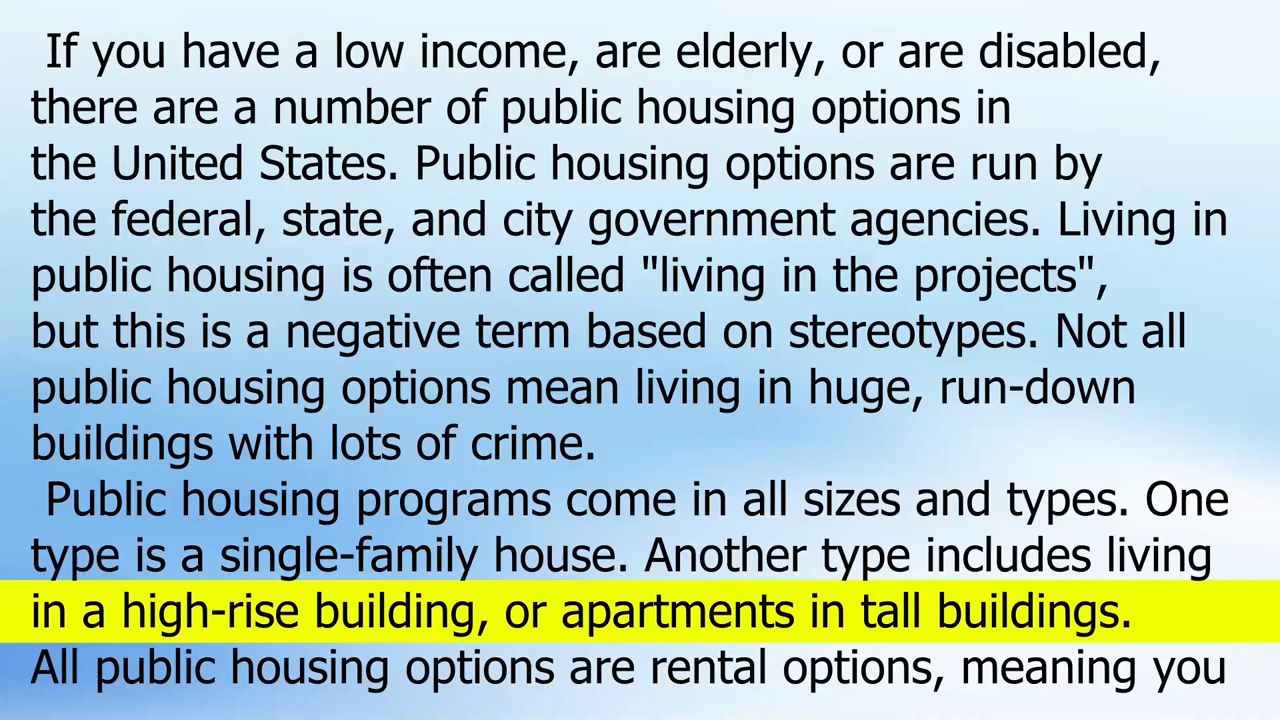 If you have a low income, are elderly, or are disabled,
there are a number of public housing options in
the United States. Public housing options are run by
the federal, state, and city government agencies. Living in
public housing is often called "living in the projects",
but this is a negative term based on stereotypes. Not all
public housing options mean living in huge, run-down
buildings with lots of crime.
Public housing programs come in all sizes and types. One
type is a single-family house. Another type includes living
in a high-rise building, or apartments in tall buildings.
All public housing options are rental options, meaning you